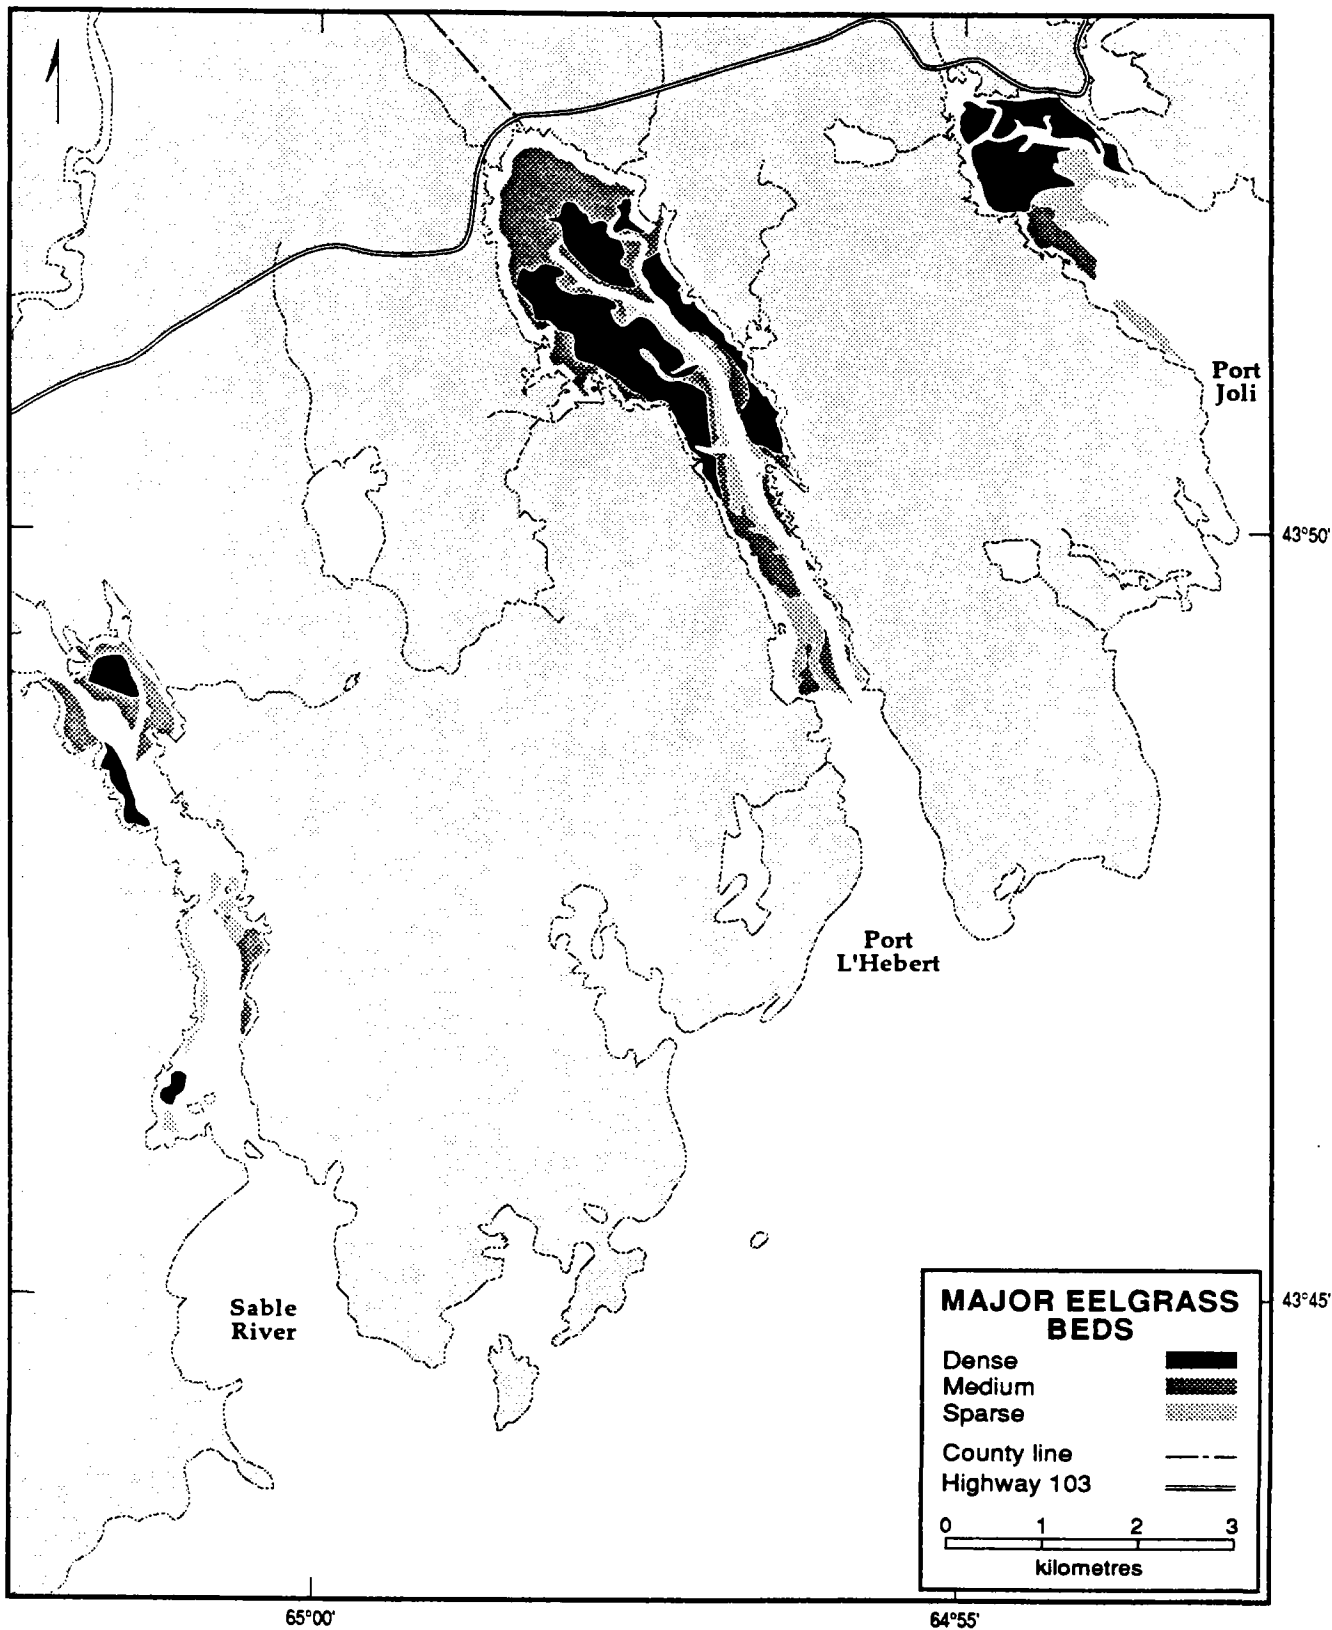 Port
Joli
43°50'
Port
L'Hebert
Sable
River
43°45'
MAJOR EELGRASS
BEDS
Dense
Medium
Sparse
County line
Highway 103
0 1 2 3
kilometres
65°00'
64°55'